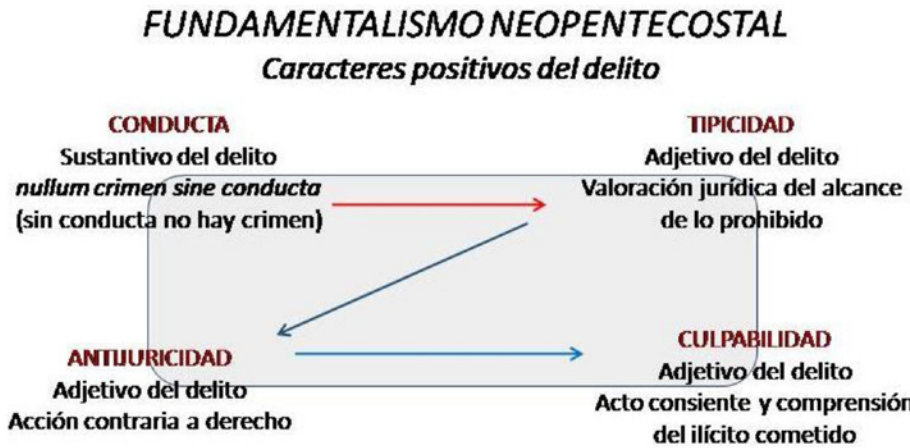 FUNDAMENTALISMO NEOPENTECOSTAL
Caracteres positivos del delito
CONDUCTA
Sustantivo del delito
nullum crimen sine conducta
(sin conducta no hay crimen)
TIPICIDAD
Adjetivo del delito
Valoración jurídica del alcance
de lo prohibido
ANTIJURICIDAD
Adjetivo del delito
Acción contraria a derecho
CULPABILIDAD
Adjetivo del delito
Acto consiente y comprensión
del ilícito cometido